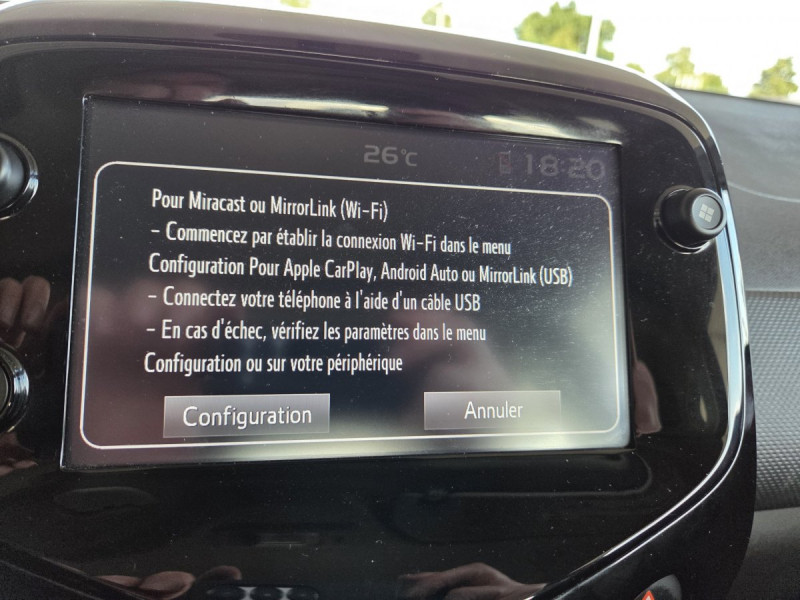 26°C
18:20
Pour Miracast ou MirrorLink (Wi-Fi)
- Commencez par établir la connexion Wi-Fi dans le menu
Configuration Pour Apple CarPlay, Android Auto ou MirrorLink (USB)
- Connectez votre téléphone à l'aide d'un câble USB
- En cas d'échec, vérifiez les paramètres dans le menu
Configuration ou sur votre périphérique
Configuration
Annuler